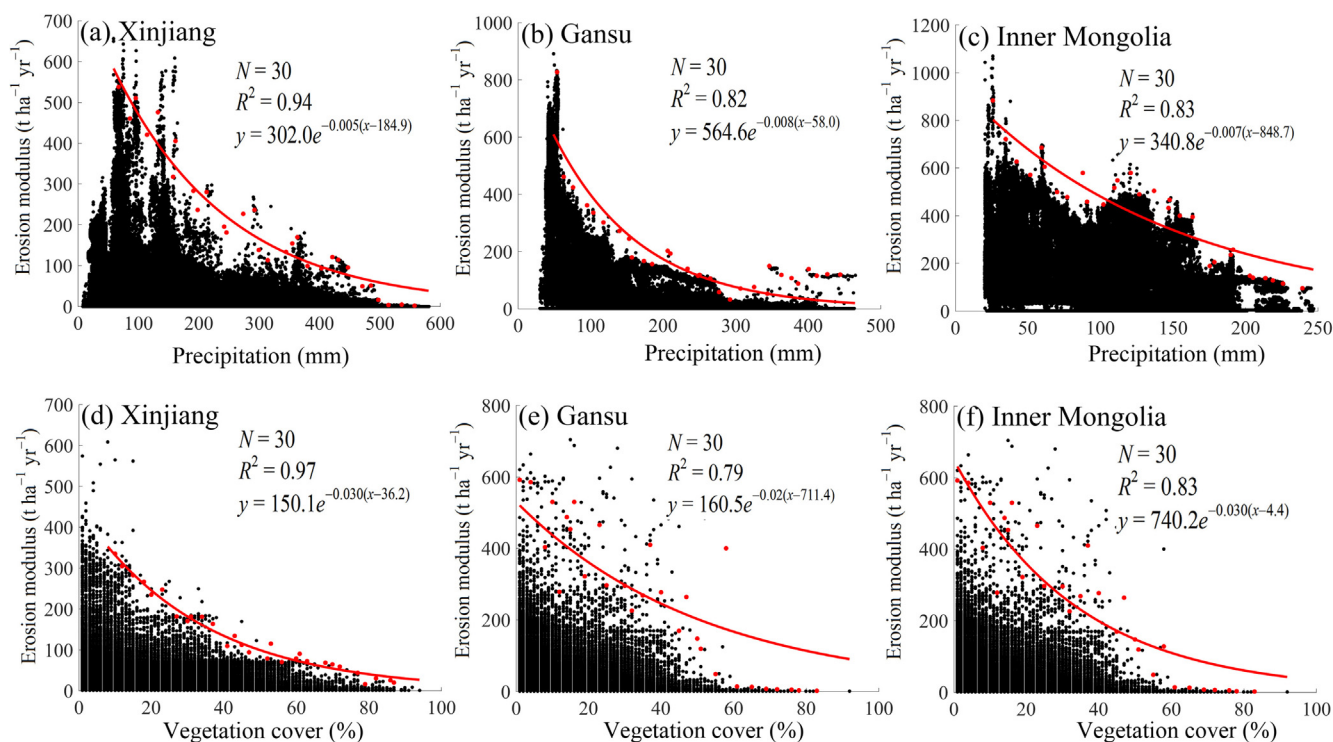 (a) Xinjiang
N = 30
R² = 0.94
y = 302.0e^−0.005(x−184.9)
Erosion modulus (t ha⁻¹ yr⁻¹)
700
600
500
400
300
200
100
0
0 100 200 300 400 500 600
Precipitation (mm)
(b) Gansu
N = 30
R² = 0.82
y = 564.6e^−0.008(x−58.0)
Erosion modulus (t ha⁻¹ yr⁻¹)
1000
800
600
400
200
0
0 100 200 300 400 500
Precipitation (mm)
(c) Inner Mongolia
N = 30
R² = 0.83
y = 340.8e^−0.007(x−848.7)
Erosion modulus (t ha⁻¹ yr⁻¹)
1200
1000
800
600
400
200
0
0 50 100 150 200 250
Precipitation (mm)
(d) Xinjiang
N = 30
R² = 0.97
y = 150.1e^−0.030(x−36.2)
Erosion modulus (t ha⁻¹ yr⁻¹)
700
600
500
400
300
200
100
0
0 20 40 60 80 100
Vegetation cover (%)
(e) Gansu
N = 30
R² = 0.79
y = 160.5e^−0.02(x−711.4)
Erosion modulus (t ha⁻¹ yr⁻¹)
800
600
400
200
0
0 20 40 60 80 100
Vegetation cover (%)
(f) Inner Mongolia
N = 30
R² = 0.83
y = 740.2e^−0.030(x−4.4)
Erosion modulus (t ha⁻¹ yr⁻¹)
800
600
400
200
0
0 20 40 60 80 100
Vegetation cover (%)